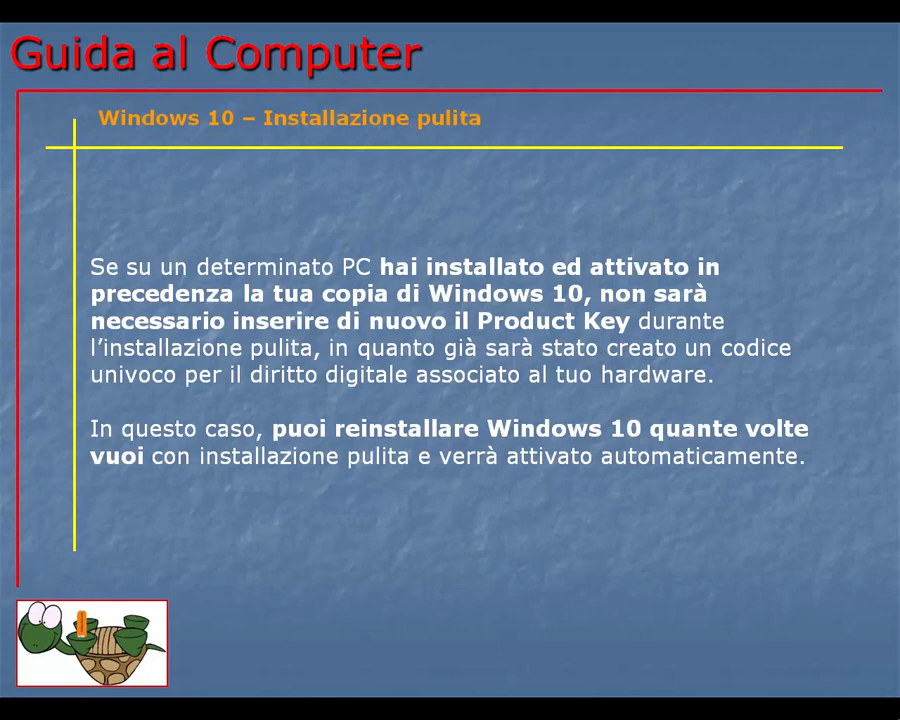 Guida al Computer
Windows 10 – Installazione pulita
Se su un determinato PC hai installato ed attivato in
precedenza la tua copia di Windows 10, non sarà
necessario inserire di nuovo il Product Key durante
l’installazione pulita, in quanto già sarà stato creato un codice
univoco per il diritto digitale associato al tuo hardware.
In questo caso, puoi reinstallare Windows 10 quante volte
vuoi con installazione pulita e verrà attivato automaticamente.